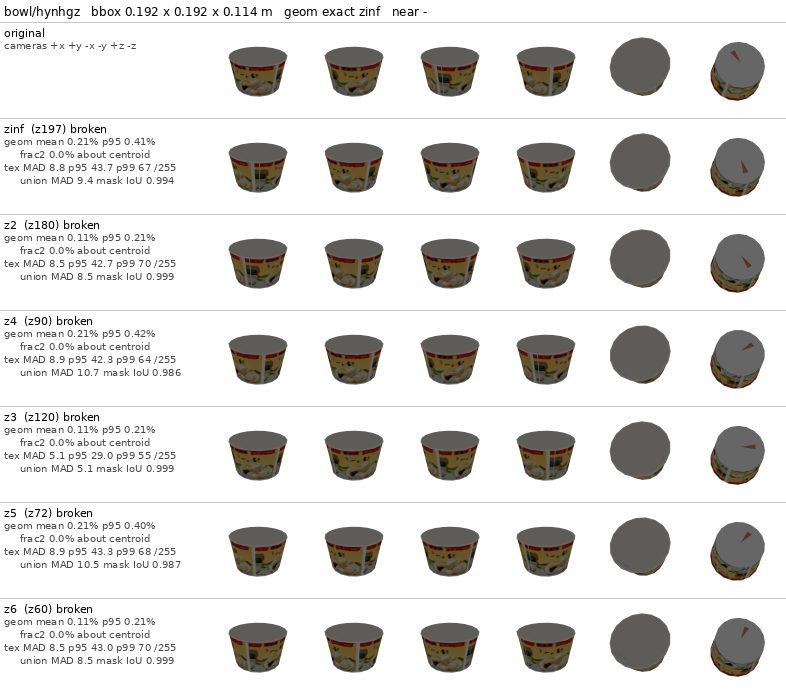 bowl/hynhgz   bbox 0.192 x 0.192 x 0.114 m   geom exact zinf   near -
original
cameras +x +y -x -y +z -z
zinf  (z197) broken
geom mean 0.21% p95 0.41%
frac2 0.0% about centroid
tex MAD 8.8 p95 43.7 p99 67 /255
union MAD 9.4 mask IoU 0.994
z2  (z180) broken
geom mean 0.11% p95 0.21%
frac2 0.0% about centroid
tex MAD 8.5 p95 42.7 p99 70 /255
union MAD 8.5 mask IoU 0.999
z4  (z90) broken
geom mean 0.21% p95 0.42%
frac2 0.0% about centroid
tex MAD 8.9 p95 42.3 p99 64 /255
union MAD 10.7 mask IoU 0.986
z3  (z120) broken
geom mean 0.11% p95 0.21%
frac2 0.0% about centroid
tex MAD 5.1 p95 29.0 p99 55 /255
union MAD 5.1 mask IoU 0.999
z5  (z72) broken
geom mean 0.21% p95 0.40%
frac2 0.0% about centroid
tex MAD 8.9 p95 43.3 p99 68 /255
union MAD 10.5 mask IoU 0.987
z6  (z60) broken
geom mean 0.11% p95 0.21%
frac2 0.0% about centroid
tex MAD 8.5 p95 43.0 p99 70 /255
union MAD 8.5 mask IoU 0.999